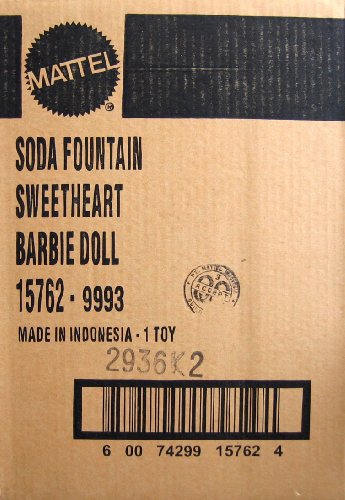 MATTEL
®
SODA FOUNTAIN
SWEETHEART
BARBIE DOLL
15762 - 9993
MADE IN INDONESIA - 1 TOY
2936K2
6 00 74299 15762 4